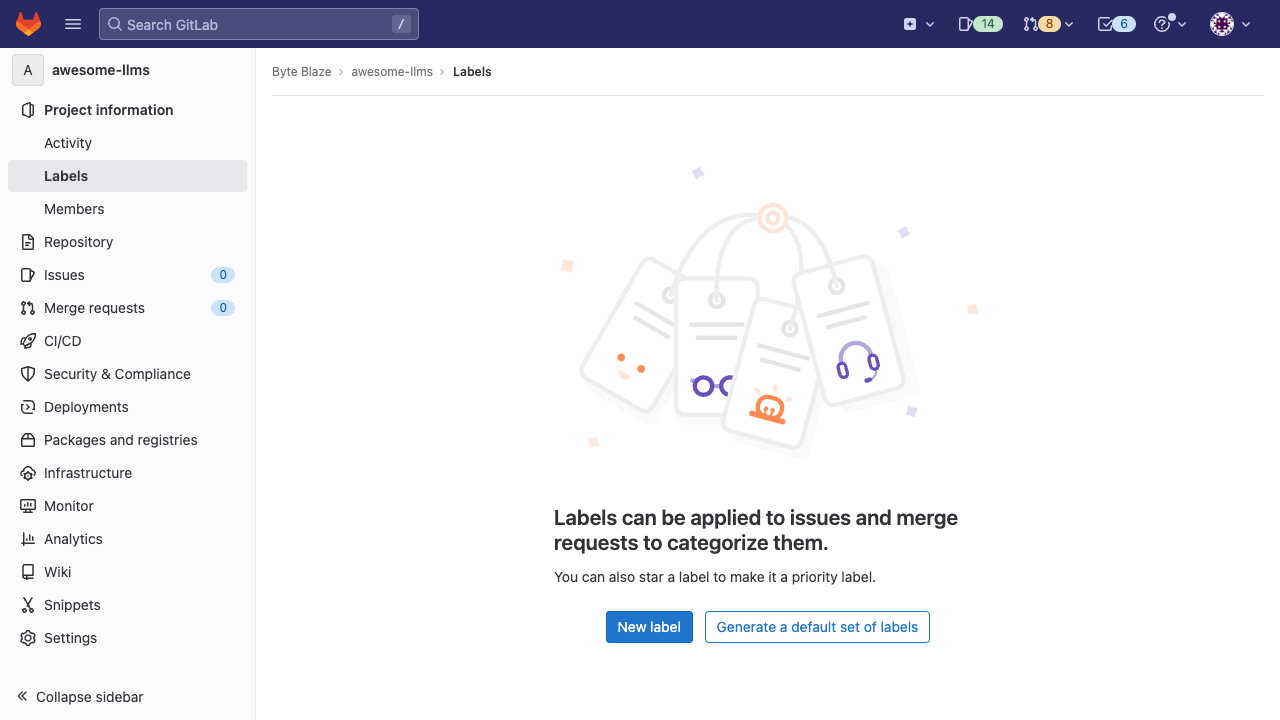 Search GitLab /
14
8
6
A awesome-llms
Project information
Activity
Labels
Members
Repository
Issues 0
Merge requests 0
CI/CD
Security & Compliance
Deployments
Packages and registries
Infrastructure
Monitor
Analytics
Wiki
Snippets
Settings
Collapse sidebar
Byte Blaze › awesome-llms › Labels
Labels can be applied to issues and merge
requests to categorize them.
You can also star a label to make it a priority label.
New label
Generate a default set of labels